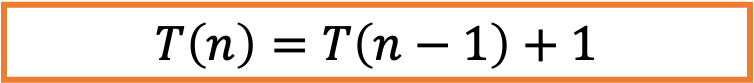 T(n) = T(n − 1) + 1